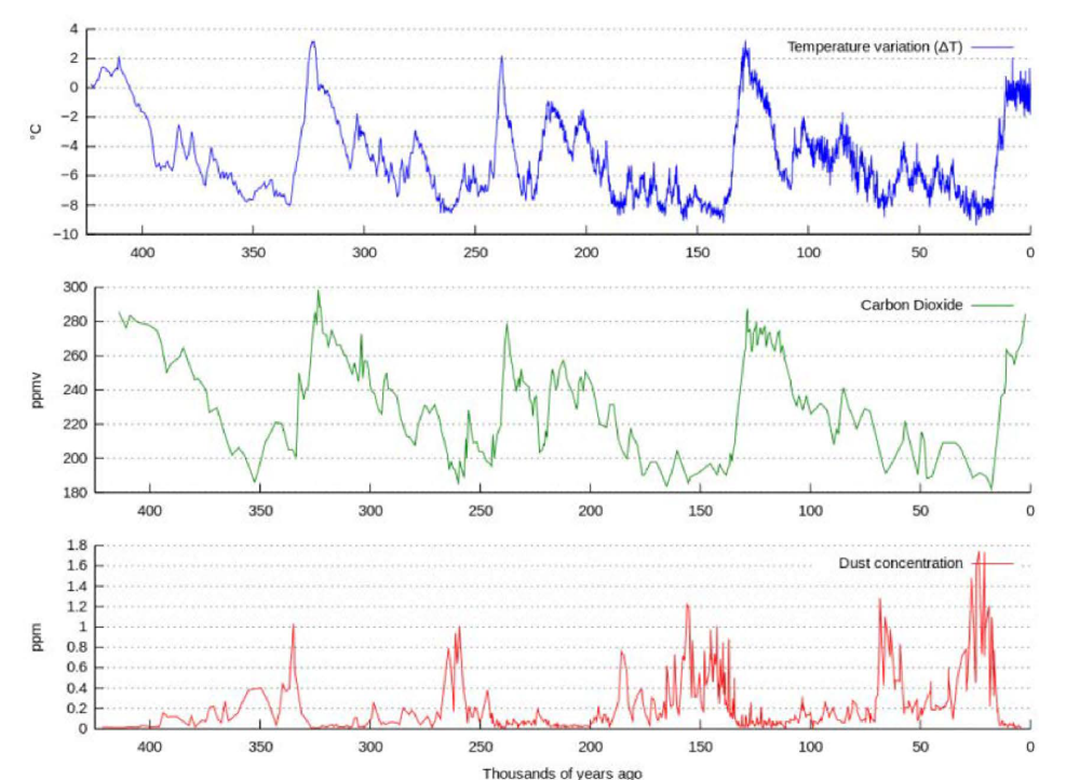 4
Temperature variation (ΔT)
2
0
−2
°C
−4
−6
−8
−10
400 350 300 250 200 150 100 50 0
300
Carbon Dioxide
280
260
ppmv
240
220
200
180
400 350 300 250 200 150 100 50 0
1.8
Dust concentration
1.6
1.4
1.2
1
ppm
0.8
0.6
0.4
0.2
0
400 350 300 250 200 150 100 50 0
Thousands of years ago